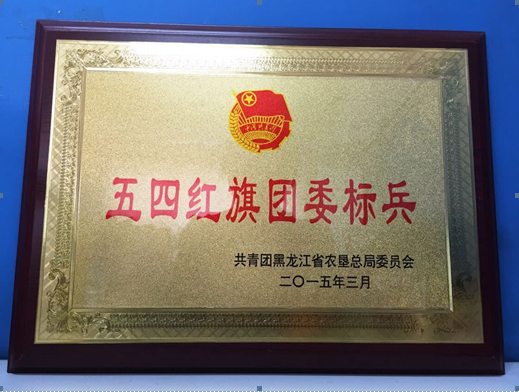 五四红旗团委标兵
共青团黑龙江省农垦总局委员会
二〇一五年三月